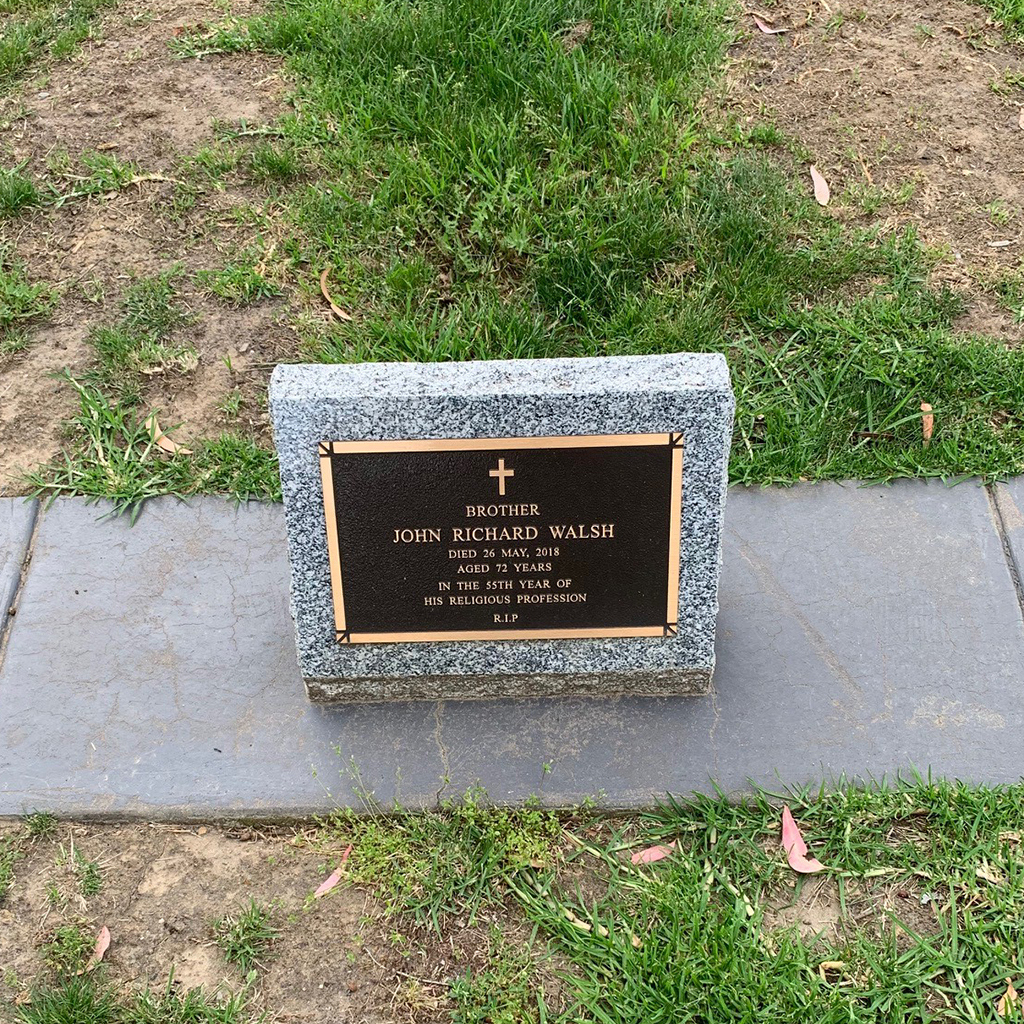 BROTHER
JOHN RICHARD WALSH
DIED 26 MAY, 2018
AGED 72 YEARS
IN THE 55TH YEAR OF
HIS RELIGIOUS PROFESSION
R.I.P